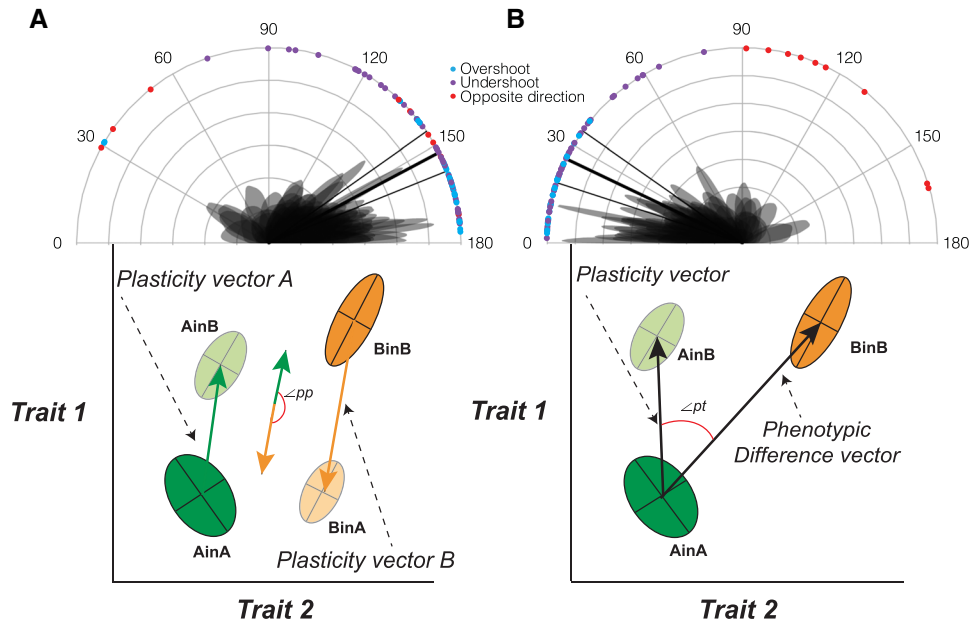 A
B
90
60
120
30
150
0
180
Overshoot
Undershoot
Opposite direction
90
60
120
30
150
0
180
Plasticity vector A
AinB
BinB
∠pp
Trait 1
AinA
BinA
Plasticity vector B
Trait 2
Plasticity vector
AinB
BinB
∠pt
Trait 1
Phenotypic
Difference vector
AinA
Trait 2